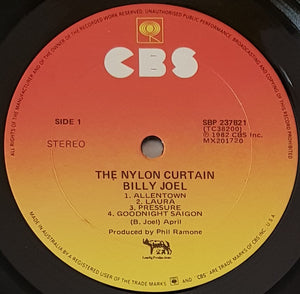 ALL RIGHTS OF THE MANUFACTURER AND OF THE OWNER OF THE RECORDED WORK RESERVED. UNAUTHORISED PUBLIC PERFORMANCE, BROADCASTING AND COPYING OF THIS RECORD PROHIBITED
CBS
SIDE 1
STEREO
SBP 237821
(TC38200)
℗ 1982 CBS Inc.
MX201720
THE NYLON CURTAIN
BILLY JOEL
1. ALLENTOWN
2. LAURA
3. PRESSURE
4. GOODNIGHT SAIGON
(B. Joel) April
Produced by Phil Ramone
Family Productions
MADE IN AUSTRALIA BY A REGISTERED USER OF THE TRADE MARK. CBS AND ARE TRADE MARKS OF CBS INC., U.S.A.